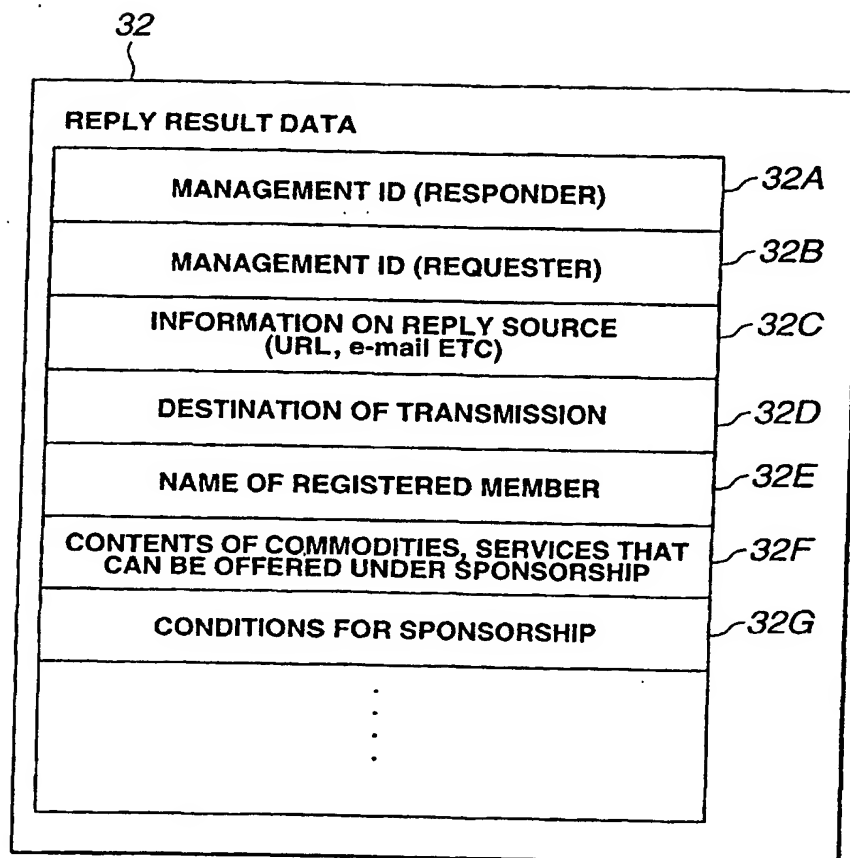 32
REPLY RESULT DATA
MANAGEMENT ID (RESPONDER)
32A
MANAGEMENT ID (REQUESTER)
32B
INFORMATION ON REPLY SOURCE
(URL, e-mail ETC)
32C
DESTINATION OF TRANSMISSION
32D
NAME OF REGISTERED MEMBER
32E
CONTENTS OF COMMODITIES, SERVICES THAT
CAN BE OFFERED UNDER SPONSORSHIP
32F
CONDITIONS FOR SPONSORSHIP
32G